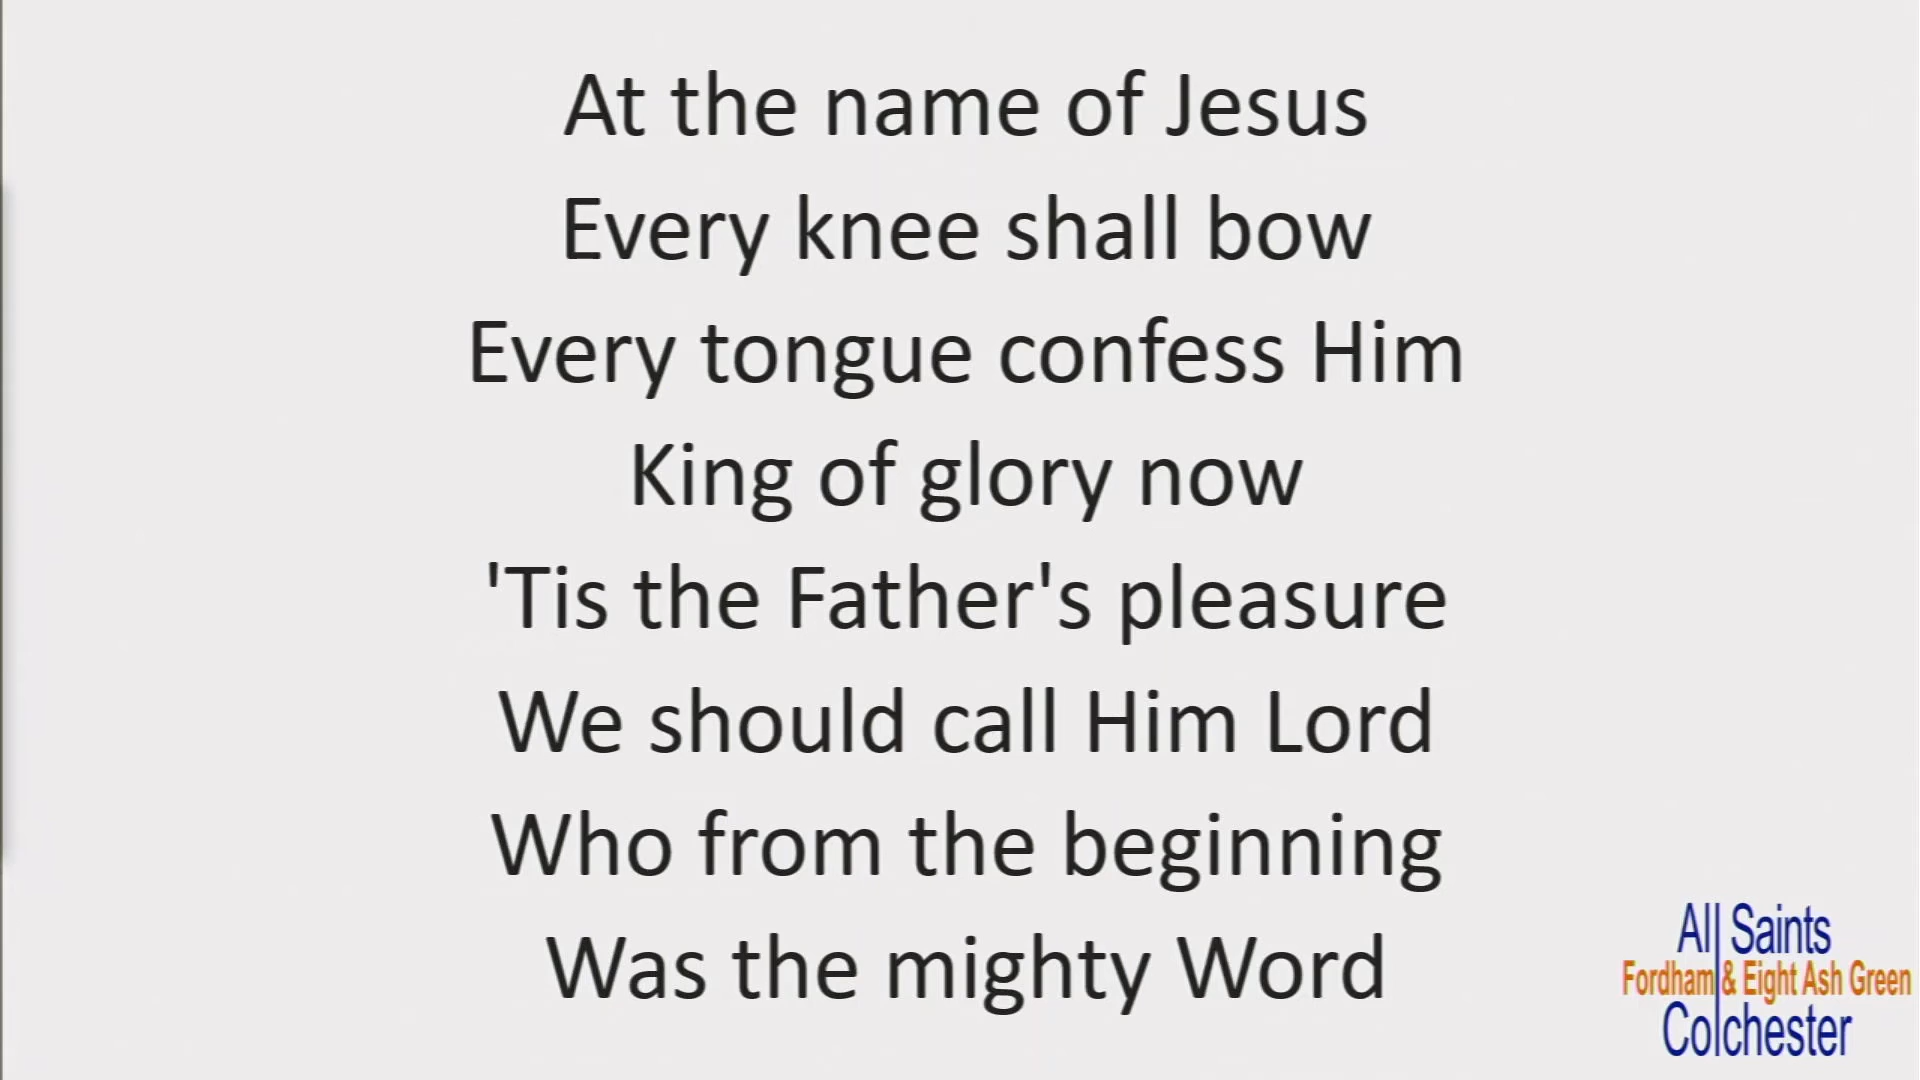 At the name of Jesus
Every knee shall bow
Every tongue confess Him
King of glory now
'Tis the Father's pleasure
We should call Him Lord
Who from the beginning
Was the mighty Word
All Saints
Fordham & Eight Ash Green
Colchester